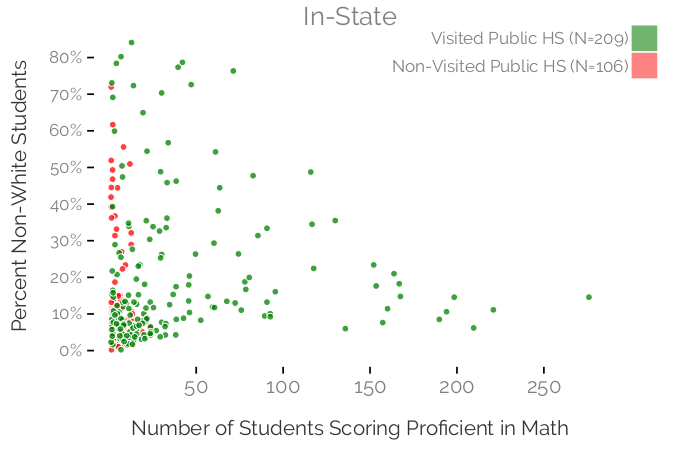 In-State
Visited Public HS (N=209)
Non-Visited Public HS (N=106)
Percent Non-White Students
80%
70%
60%
50%
40%
30%
20%
10%
0%
50 100 150 200 250
Number of Students Scoring Proficient in Math